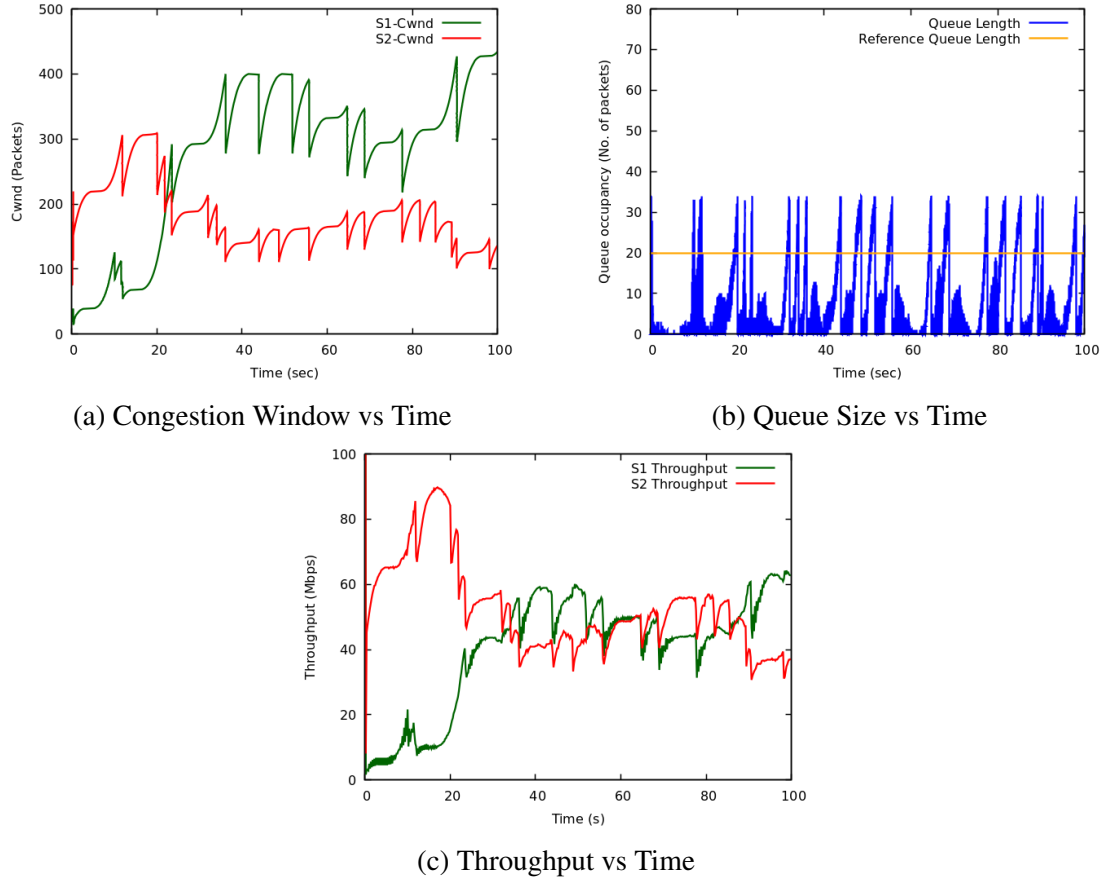 500
400
300
200
100
0
Cwnd (Packets)
S1-Cwnd
S2-Cwnd
0 20 40 60 80 100
Time (sec)
(a) Congestion Window vs Time
80
70
60
50
40
30
20
10
0
Queue occupancy (No. of packets)
Queue Length
Reference Queue Length
0 20 40 60 80 100
Time (sec)
(b) Queue Size vs Time
100
80
60
40
20
0
Throughput (Mbps)
S1 Throughput
S2 Throughput
0 20 40 60 80 100
Time (s)
(c) Throughput vs Time